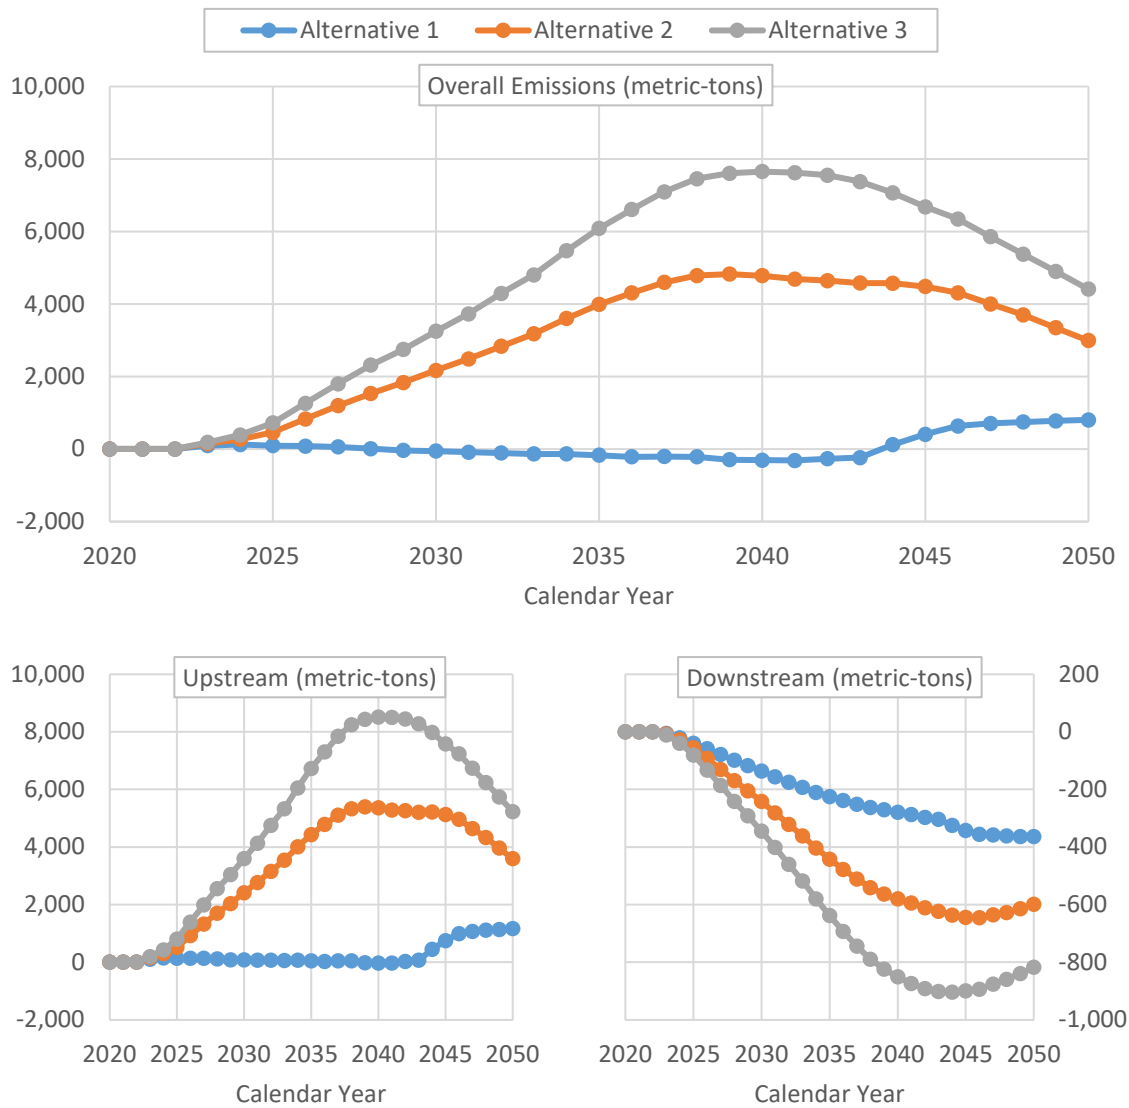 Alternative 1 Alternative 2 Alternative 3
Overall Emissions (metric-tons)
10,000
8,000
6,000
4,000
2,000
0
-2,000
2020 2025 2030 2035 2040 2045 2050
Calendar Year
Upstream (metric-tons)
10,000
8,000
6,000
4,000
2,000
0
-2,000
2020 2025 2030 2035 2040 2045 2050
Calendar Year
Downstream (metric-tons)
200
0
-200
-400
-600
-800
-1,000
2020 2025 2030 2035 2040 2045 2050
Calendar Year